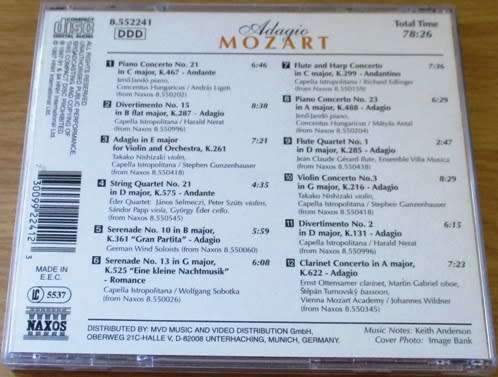 COMPACT
disc
DIGITAL AUDIO
8.552241
DDD
Adagio
MOZART
Total Time
78:26
1 Piano Concerto No. 21 6:46
in C major, K.467 - Andante
Jenő Jandó piano,
Concentus Hungaricus / András Ligeti
(from Naxos 8.550202)
2 Divertimento No. 15 8:38
in B flat major, K.287 - Adagio
Capella Istropolitana / Harald Nerat
(from Naxos 8.550996)
3 Adagio in E major 7:21
for Violin and Orchestra, K.261
Takako Nishizaki violin,
Capella Istropolitana / Stephen Gunzenhauser
(from Naxos 8.550418)
4 String Quartet No. 21 4:35
in D major, K.575 - Andante
Éder Quartet: János Selmeczi, Peter Szüts violins,
Sándor Papp viola, György Éder cello.
(from Naxos 8.550545)
5 Serenade No. 10 in B major, 5:59
K.361 "Gran Partita" - Adagio
German Wind Soloists (from Naxos 8.550060)
6 Serenade No. 13 in G major, 6:08
K.525 "Eine kleine Nachtmusik"
- Romance
Capella Istropolitana / Wolfgang Sobotka
(from Naxos 8.550026)
7 Flute and Harp Concerto 7:36
in C major, K.299 - Andantino
Capella Istropolitana / Richard Edlinger
(from Naxos 8.550159)
8 Piano Concerto No. 23 6:29
in A major, K.488 - Adagio
Jenő Jandó piano,
Concentus Hungaricus / Mátyás Antal
(from Naxos 8.550204)
9 Flute Quartet No. 1 2:47
in D major, K.285 - Adagio
Jean Claude Gérard flute, Ensemble Villa Musica
(from Naxos 8.550438)
10 Violin Concerto No.3
in G major, K.216 - Adagio
Takako Nishizaki violin,
Capella Istropolitana / Stephen Gunzenhauser
(from Naxos 8.550418)
11 Divertimento No. 2 6:15
in D major, K.131 - Adagio
Capella Istropolitana / Harald Nerat
(from Naxos 8.550996)
12 Clarinet Concerto in A major, 7:23
K.622 - Adagio
Ernst Ottensamer clarinet, Martin Gabriel oboe,
Stěpán Turnovský bassoon,
Vienna Mozart Academy / Johannes Wildner
(from Naxos 8.550345)
MADE IN
E.E.C.
LC 5537
NAXOS
DISTRIBUTED BY: MVD MUSIC AND VIDEO DISTRIBUTION GmbH,
OBERWEG 21C-HALLE V, D-82008 UNTERHACHING, MUNICH, GERMANY.
Music Notes: Keith Anderson
Cover Photo: Image Bank